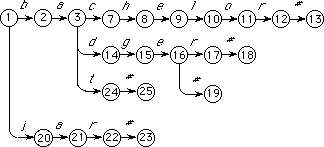 b a c h e l o r #
1 2 3 7 8 9 10 11 12 13
d g e r #
14 15 16 17 18
t # #
24 25 19
j a r #
20 21 22 23